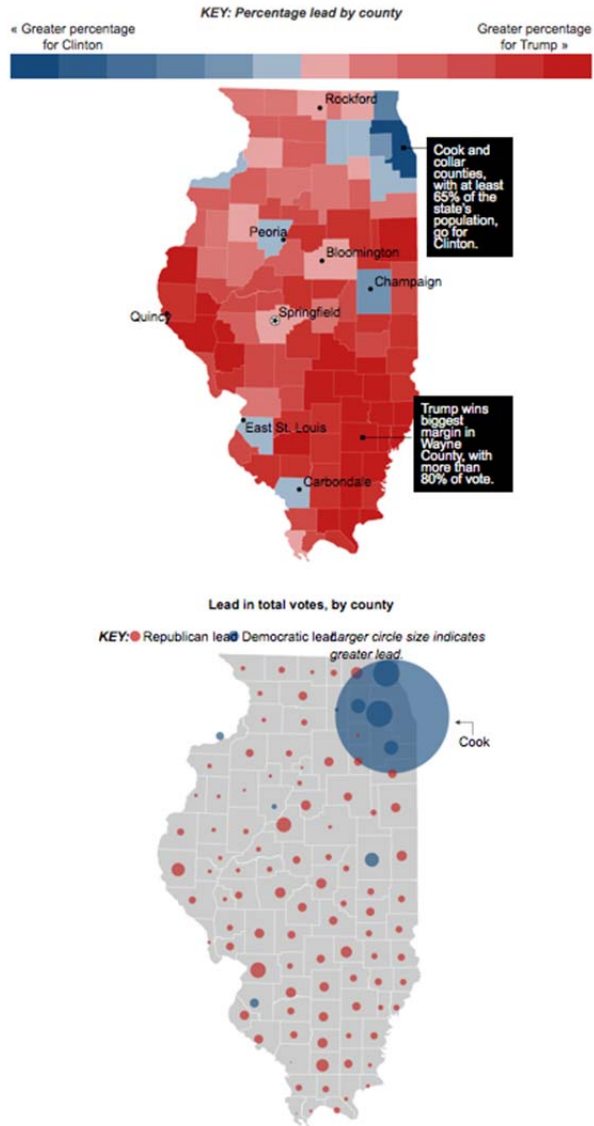 KEY: Percentage lead by county
« Greater percentage
for Clinton
Greater percentage
for Trump »
Rockford
Cook and
collar
counties,
with at least
65% of the
state's
population,
go for
Clinton.
Peoria
Bloomington
Champaign
Quincy
Springfield
Trump wins
biggest
margin in
Wayne
County, with
more than
80% of vote.
East St. Louis
Carbondale
Lead in total votes, by county
KEY: Republican lead Democratic lead Larger circle size indicates
greater lead.
Cook